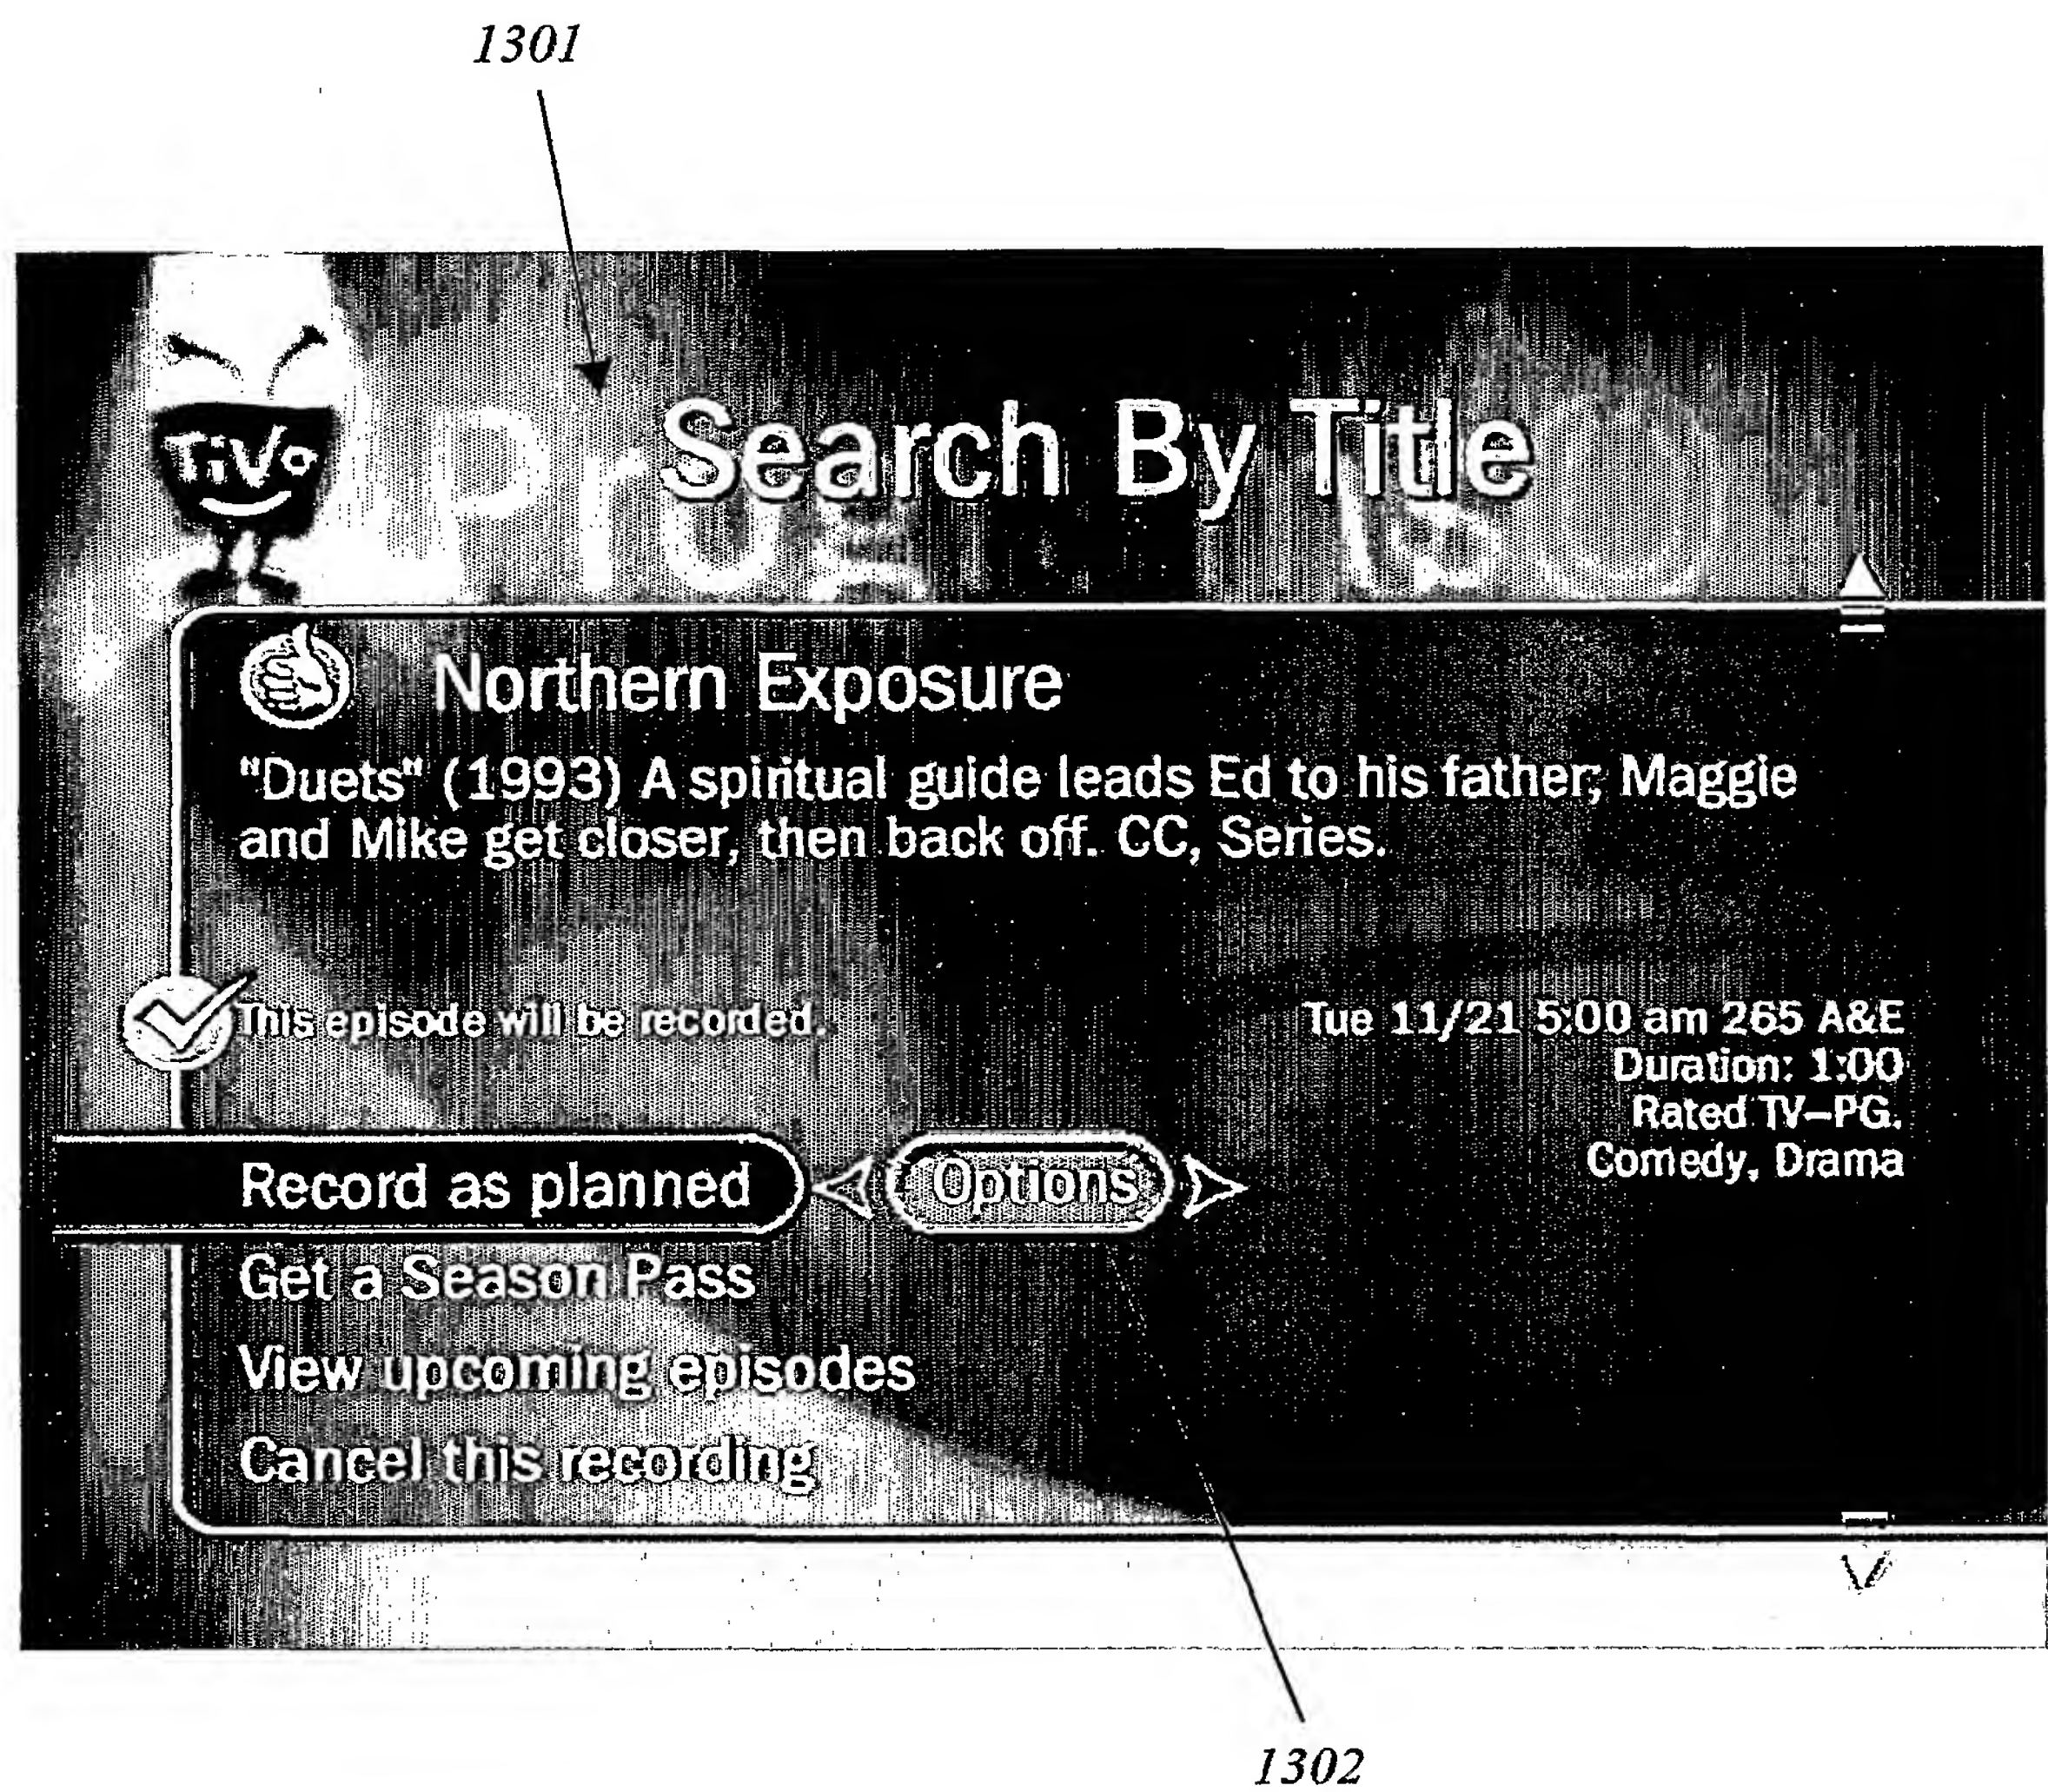 1301
TiVo
Search By Title
Northern Exposure
"Duets" (1993) A spiritual guide leads Ed to his father; Maggie
and Mike get closer, then back off. CC, Series.
This episode will be recorded.
Tue 11/21 5:00 am 265 A&E
Duration: 1:00
Rated TV-PG.
Comedy, Drama
Record as planned
Options
Get a Season Pass
View upcoming episodes
Cancel this recording
1302